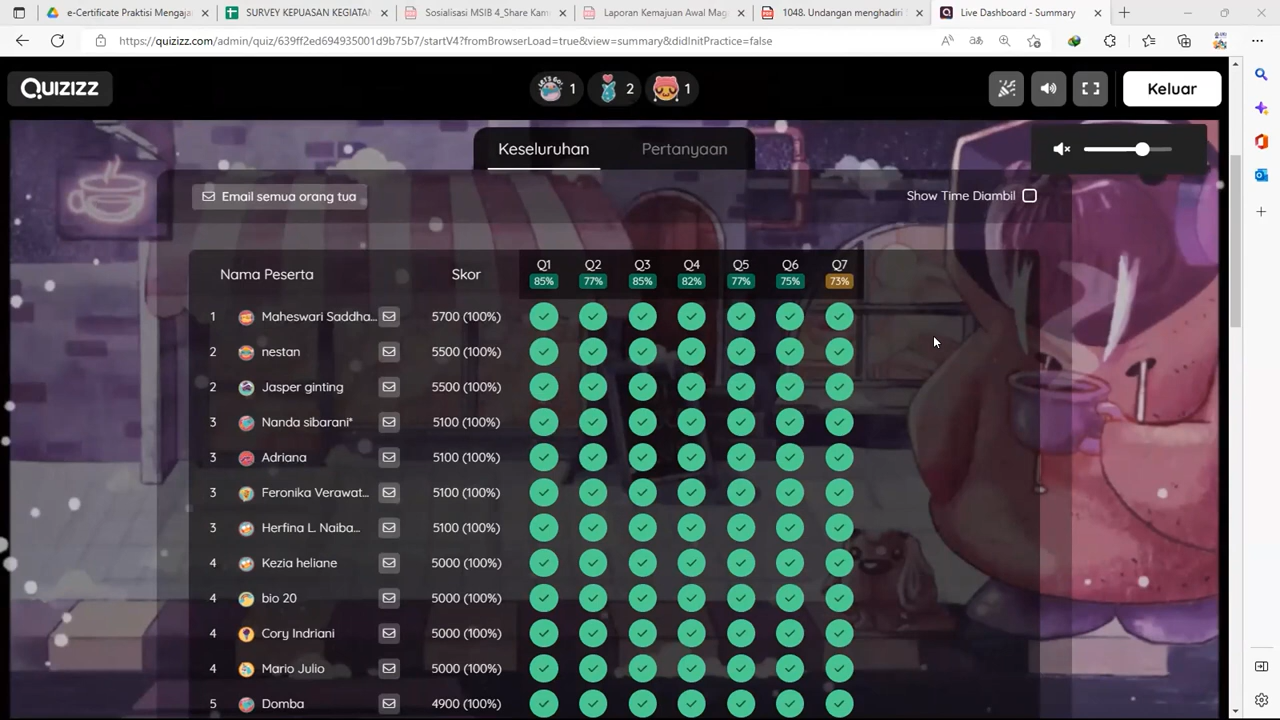 e-Certificate Praktisi Mengaja
SURVEY KEPUASAN KEGIATAN
Sosialisasi MSIB 4_Share Kam
Laporan Kemajuan Awal Mag
1048. Undangan menghadiri S
Live Dashboard - Summary
https://quizizz.com/admin/quiz/639ff2ed694935001d9b75b7/startV4?fromBrowserLoad=true&view=summary&didInitPractice=false
QUIZIZZ
LET'S GO!
1
2
1
Keluar
Keseluruhan
Pertanyaan
Email semua orang tua
Show Time Diambil
Nama Peserta
Skor
Q1 Q2 Q3 Q4 Q5 Q6 Q7
85% 77% 85% 82% 77% 75% 73%
1 Maheswari Saddha... 5700 (100%)
2 nestan 5500 (100%)
2 Jasper ginting 5500 (100%)
3 Nanda sibarani* 5100 (100%)
3 Adriana 5100 (100%)
3 Feronika Verawat... 5100 (100%)
3 Herfina L. Naiba... 5100 (100%)
4 Kezia heliane 5000 (100%)
4 bio 20 5000 (100%)
4 Cory Indriani 5000 (100%)
4 Mario Julio 5000 (100%)
5 Domba 4900 (100%)